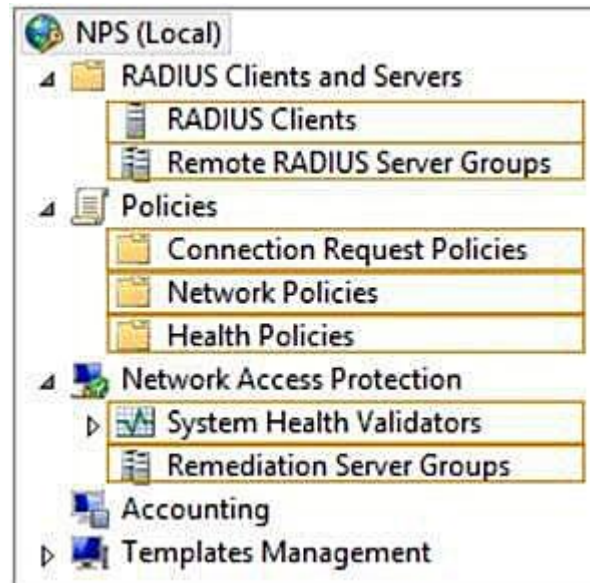 NPS (Local)
RADIUS Clients and Servers
RADIUS Clients
Remote RADIUS Server Groups
Policies
Connection Request Policies
Network Policies
Health Policies
Network Access Protection
System Health Validators
Remediation Server Groups
Accounting
Templates Management